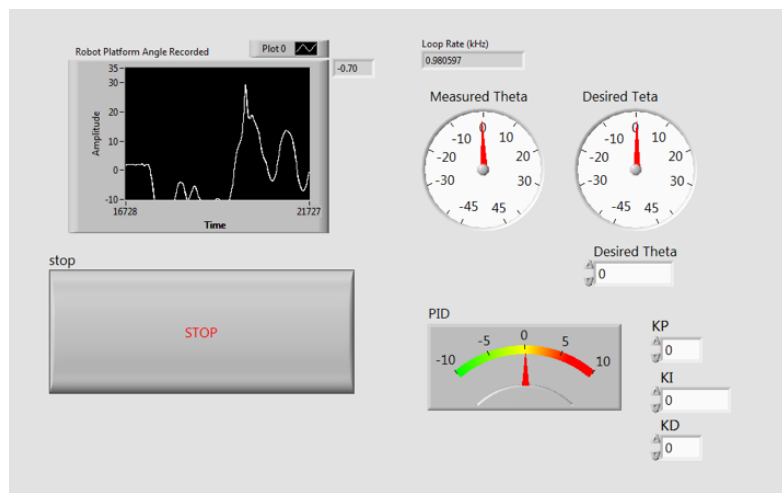 Robot Platform Angle Recorded
Plot 0
-0.70
Amplitude
35
30
20
10
0
-10
16728
21727
Time
Loop Rate (kHz)
0.980597
Measured Theta
0
-10
10
-20
20
-30
30
-45
45
Desired Teta
0
-10
10
-20
20
-30
30
-45
45
Desired Theta
0
stop
STOP
PID
-10
-5
0
5
10
KP
0
KI
0
KD
0